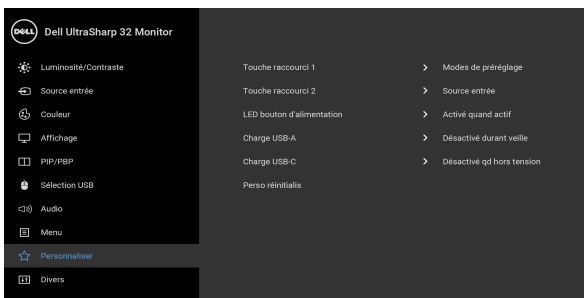 DELL Dell UltraSharp 32 Monitor
Luminosité/Contraste
Source entrée
Couleur
Affichage
PIP/PBP
Sélection USB
Audio
Menu
Personnaliser
Divers
Touche raccourci 1 > Modes de préréglage
Touche raccourci 2 > Source entrée
LED bouton d'alimentation > Activé quand actif
Charge USB-A > Désactivé durant veille
Charge USB-C > Désactivé qd hors tension
Perso réinitialis